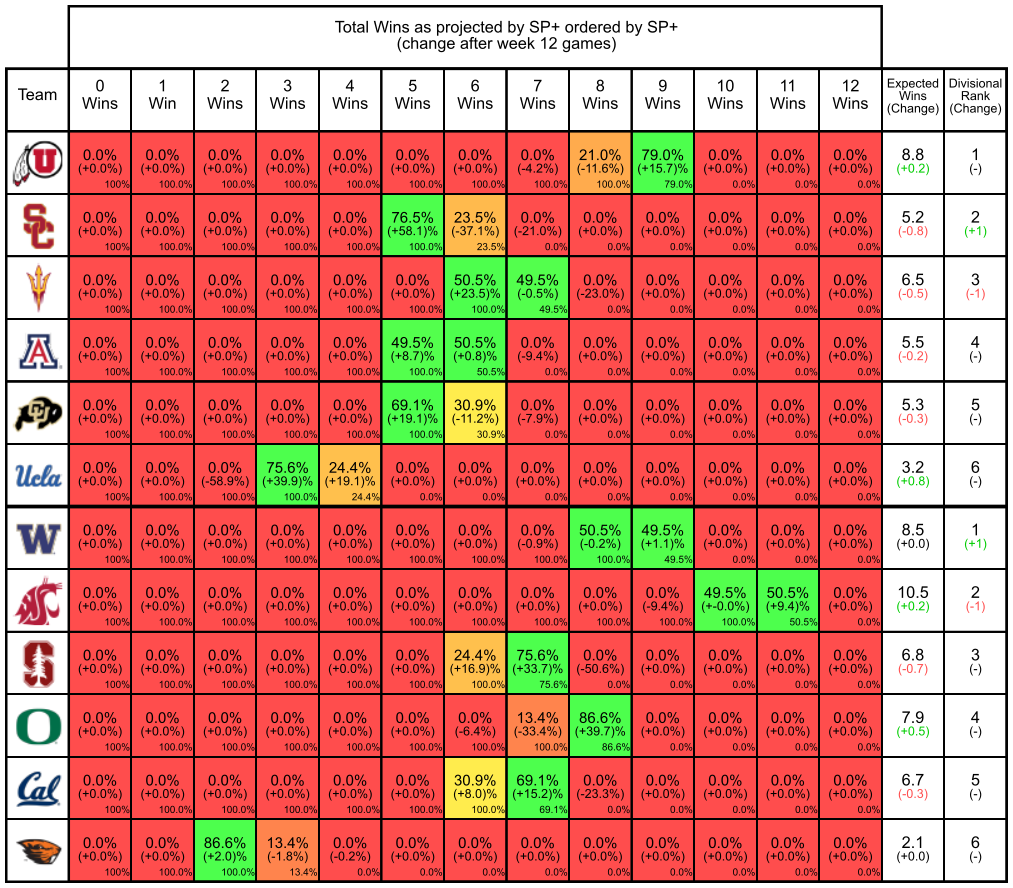 Total Wins as projected by SP+ ordered by SP+
(change after week 12 games)
Team 0 Wins 1 Win 2 Wins 3 Wins 4 Wins 5 Wins 6 Wins 7 Wins 8 Wins 9 Wins 10 Wins 11 Wins 12 Wins Expected Wins (Change) Divisional Rank (Change)
U 0.0% 0.0% 0.0% 0.0% 0.0% 0.0% 0.0% 0.0% 21.0% 79.0% 0.0% 0.0% 0.0% 8.8 1
(+0.0%) (+0.0%) (+0.0%) (+0.0%) (+0.0%) (+0.0%) (+0.0%) (-4.2%) (-11.6%) (+15.7)% (+0.0%) (+0.0%) (+0.0%) (+0.2) (-)
100% 100.0% 100.0% 100.0% 100.0% 100.0% 100.0% 100.0% 100.0% 79.0% 0.0% 0.0% 0.0%
SC 0.0% 0.0% 0.0% 0.0% 0.0% 76.5% 23.5% 0.0% 0.0% 0.0% 0.0% 0.0% 0.0% 5.2 2
(+0.0%) (+0.0%) (+0.0%) (+0.0%) (+0.0%) (+58.1)% (-37.1%) (-21.0%) (+0.0%) (+0.0%) (+0.0%) (+0.0%) (+0.0%) (-0.8) (+1)
100% 100.0% 100.0% 100.0% 100.0% 100.0% 23.5% 0.0% 0.0% 0.0% 0.0% 0.0% 0.0%
0.0% 0.0% 0.0% 0.0% 0.0% 0.0% 50.5% 49.5% 0.0% 0.0% 0.0% 0.0% 0.0% 6.5 3
(+0.0%) (+0.0%) (+0.0%) (+0.0%) (+0.0%) (+0.0%) (+23.5)% (-0.5%) (-23.0%) (+0.0%) (+0.0%) (+0.0%) (+0.0%) (-0.5) (-1)
100% 100.0% 100.0% 100.0% 100.0% 100.0% 100.0% 49.5% 0.0% 0.0% 0.0% 0.0% 0.0%
A 0.0% 0.0% 0.0% 0.0% 0.0% 49.5% 50.5% 0.0% 0.0% 0.0% 0.0% 0.0% 0.0% 5.5 4
(+0.0%) (+0.0%) (+0.0%) (+0.0%) (+0.0%) (+8.7)% (+0.8)% (-9.4%) (+0.0%) (+0.0%) (+0.0%) (+0.0%) (+0.0%) (-0.2) (-)
100% 100.0% 100.0% 100.0% 100.0% 100.0% 50.5% 0.0% 0.0% 0.0% 0.0% 0.0% 0.0%
CU 0.0% 0.0% 0.0% 0.0% 0.0% 69.1% 30.9% 0.0% 0.0% 0.0% 0.0% 0.0% 0.0% 5.3 5
(+0.0%) (+0.0%) (+0.0%) (+0.0%) (+0.0%) (+19.1)% (-11.2%) (-7.9%) (+0.0%) (+0.0%) (+0.0%) (+0.0%) (+0.0%) (-0.3) (-)
100% 100.0% 100.0% 100.0% 100.0% 100.0% 30.9% 0.0% 0.0% 0.0% 0.0% 0.0% 0.0%
Ucla 0.0% 0.0% 0.0% 75.6% 24.4% 0.0% 0.0% 0.0% 0.0% 0.0% 0.0% 0.0% 0.0% 3.2 6
(+0.0%) (+0.0%) (-58.9%) (+39.9)% (+19.1)% (+0.0%) (+0.0%) (+0.0%) (+0.0%) (+0.0%) (+0.0%) (+0.0%) (+0.0%) (+0.8) (-)
100% 100.0% 100.0% 100.0% 24.4% 0.0% 0.0% 0.0% 0.0% 0.0% 0.0% 0.0% 0.0%
W 0.0% 0.0% 0.0% 0.0% 0.0% 0.0% 0.0% 0.0% 50.5% 49.5% 0.0% 0.0% 0.0% 8.5 1
(+0.0%) (+0.0%) (+0.0%) (+0.0%) (+0.0%) (+0.0%) (+0.0%) (-0.9%) (-0.2%) (+1.1)% (+0.0%) (+0.0%) (+0.0%) (+0.0) (+1)
100% 100.0% 100.0% 100.0% 100.0% 100.0% 100.0% 100.0% 100.0% 49.5% 0.0% 0.0% 0.0%
WSC 0.0% 0.0% 0.0% 0.0% 0.0% 0.0% 0.0% 0.0% 0.0% 0.0% 49.5% 50.5% 0.0% 10.5 2
(+0.0%) (+0.0%) (+0.0%) (+0.0%) (+0.0%) (+0.0%) (+0.0%) (+0.0%) (+0.0%) (-9.4%) (+-0.0%) (+9.4)% (+0.0%) (+0.2) (-1)
100% 100.0% 100.0% 100.0% 100.0% 100.0% 100.0% 100.0% 100.0% 100.0% 100.0% 50.5% 0.0%
S 0.0% 0.0% 0.0% 0.0% 0.0% 0.0% 24.4% 75.6% 0.0% 0.0% 0.0% 0.0% 0.0% 6.8 3
(+0.0%) (+0.0%) (+0.0%) (+0.0%) (+0.0%) (+0.0%) (+16.9)% (+33.7)% (-50.6%) (+0.0%) (+0.0%) (+0.0%) (+0.0%) (-0.7) (-)
100% 100.0% 100.0% 100.0% 100.0% 100.0% 100.0% 75.6% 0.0% 0.0% 0.0% 0.0% 0.0%
O 0.0% 0.0% 0.0% 0.0% 0.0% 0.0% 0.0% 13.4% 86.6% 0.0% 0.0% 0.0% 0.0% 7.9 4
(+0.0%) (+0.0%) (+0.0%) (+0.0%) (+0.0%) (+0.0%) (-6.4%) (-33.4%) (+39.7)% (+0.0%) (+0.0%) (+0.0%) (+0.0%) (+0.5) (-)
100% 100.0% 100.0% 100.0% 100.0% 100.0% 100.0% 100.0% 86.6% 0.0% 0.0% 0.0% 0.0%
Cal 0.0% 0.0% 0.0% 0.0% 0.0% 0.0% 30.9% 69.1% 0.0% 0.0% 0.0% 0.0% 0.0% 6.7 5
(+0.0%) (+0.0%) (+0.0%) (+0.0%) (+0.0%) (+0.0%) (+8.0)% (+15.2)% (-23.3%) (+0.0%) (+0.0%) (+0.0%) (+0.0%) (-0.3) (-)
100% 100.0% 100.0% 100.0% 100.0% 100.0% 100.0% 69.1% 0.0% 0.0% 0.0% 0.0% 0.0%
0.0% 0.0% 86.6% 13.4% 0.0% 0.0% 0.0% 0.0% 0.0% 0.0% 0.0% 0.0% 0.0% 2.1 6
(+0.0%) (+0.0%) (+2.0)% (-1.8%) (-0.2%) (+0.0%) (+0.0%) (+0.0%) (+0.0%) (+0.0%) (+0.0%) (+0.0%) (+0.0%) (+0.0) (-)
100% 100.0% 100.0% 13.4% 0.0% 0.0% 0.0% 0.0% 0.0% 0.0% 0.0% 0.0% 0.0%